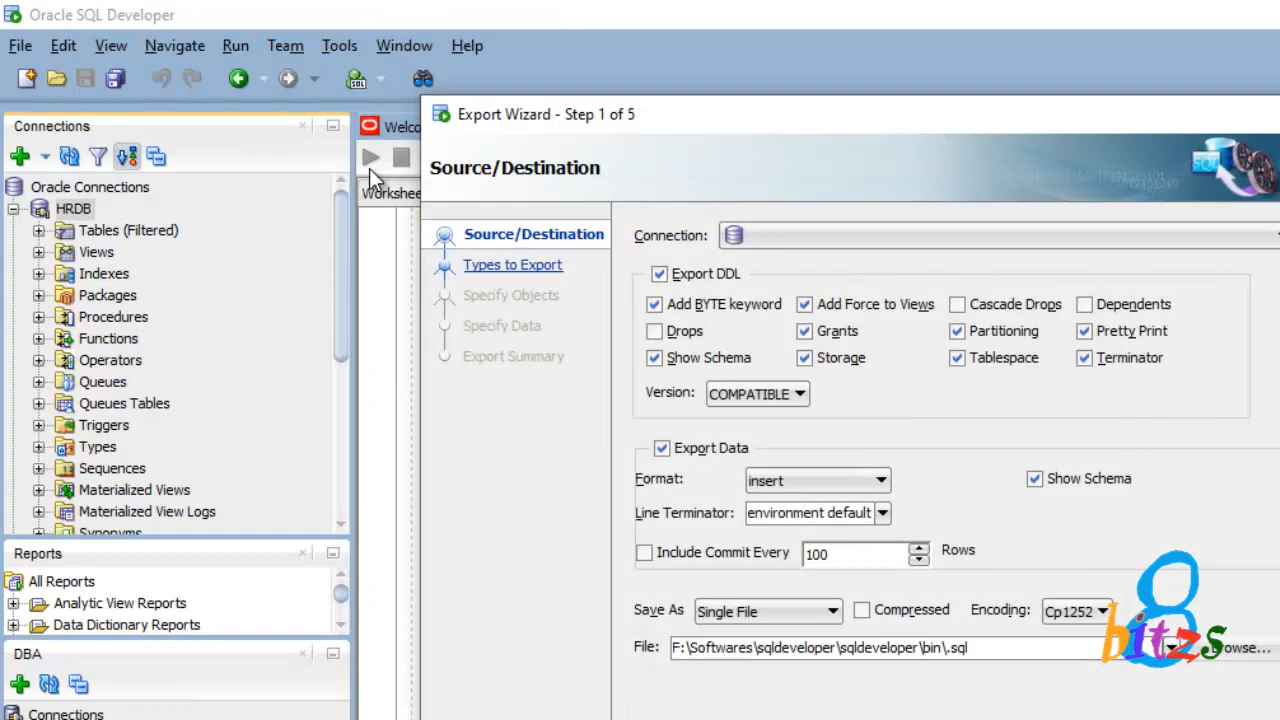 Oracle SQL Developer
File Edit View Navigate Run Team Tools Window Help
Connections
Oracle Connections
HRDB
Tables (Filtered)
Views
Indexes
Packages
Procedures
Functions
Operators
Queues
Queues Tables
Triggers
Types
Sequences
Materialized Views
Materialized View Logs
Synonyms
Reports
All Reports
Analytic View Reports
Data Dictionary Reports
DBA
Connections
Export Wizard - Step 1 of 5
Source/Destination
Source/Destination
Types to Export
Specify Objects
Specify Data
Export Summary
Connection:
Export DDL
Add BYTE keyword Add Force to Views Cascade Drops Dependents
Drops Grants Partitioning Pretty Print
Show Schema Storage Tablespace Terminator
Version: COMPATIBLE
Export Data
Format: insert Show Schema
Line Terminator: environment default
Include Commit Every 100 Rows
Save As Single File Compressed Encoding: Cp1252
File: F:\Softwares\sqldeveloper\sqldeveloper\bin\.sql
8bitzs